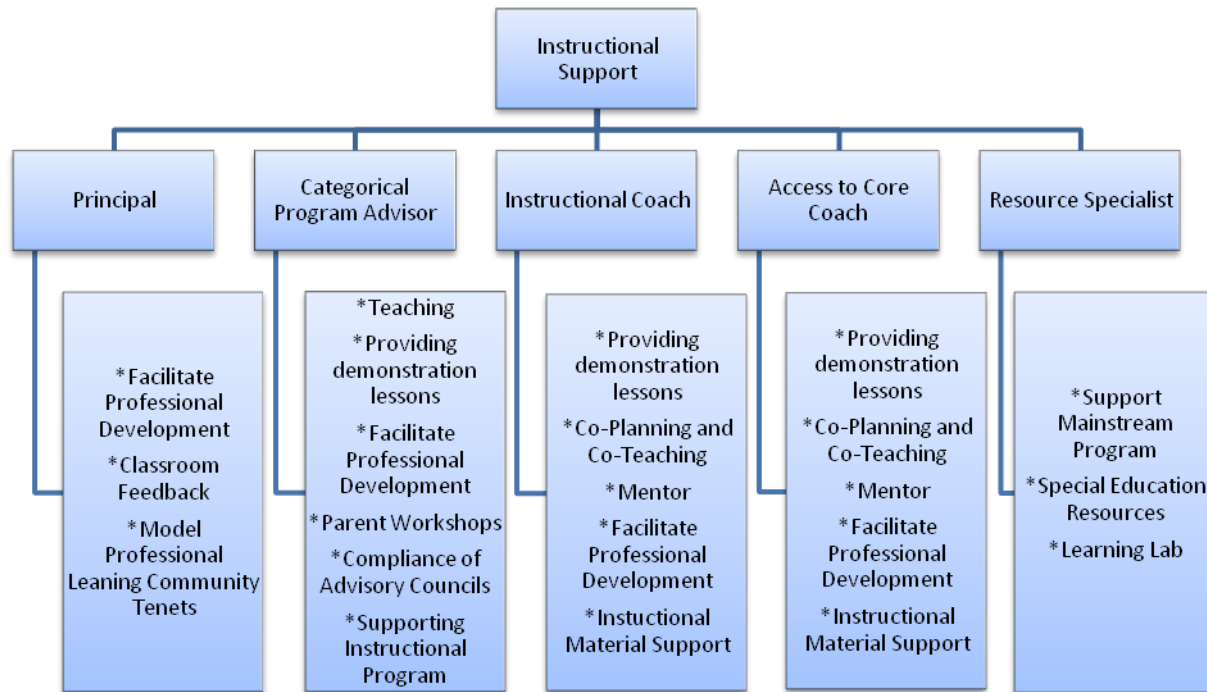 Instructional
Support
Principal
Categorical
Program Advisor
Instructional Coach
Access to Core
Coach
Resource Specialist
*Facilitate
Professional
Development
*Classroom
Feedback
*Model
Professional
Leaning Community
Tenets
*Teaching
*Providing
demonstration
lessons
*Facilitate
Professional
Development
*Parent Workshops
*Compliance of
Advisory Councils
*Supporting
Instructional
Program
*Providing
demonstration
lessons
*Co-Planning and
Co-Teaching
*Mentor
*Facilitate
Professional
Development
*Instuctional
Material Support
*Providing
demonstration
lessons
*Co-Planning and
Co-Teaching
*Mentor
*Facilitate
Professional
Development
*Instructional
Material Support
*Support
Mainstream
Program
*Special Education
Resources
*Learning Lab